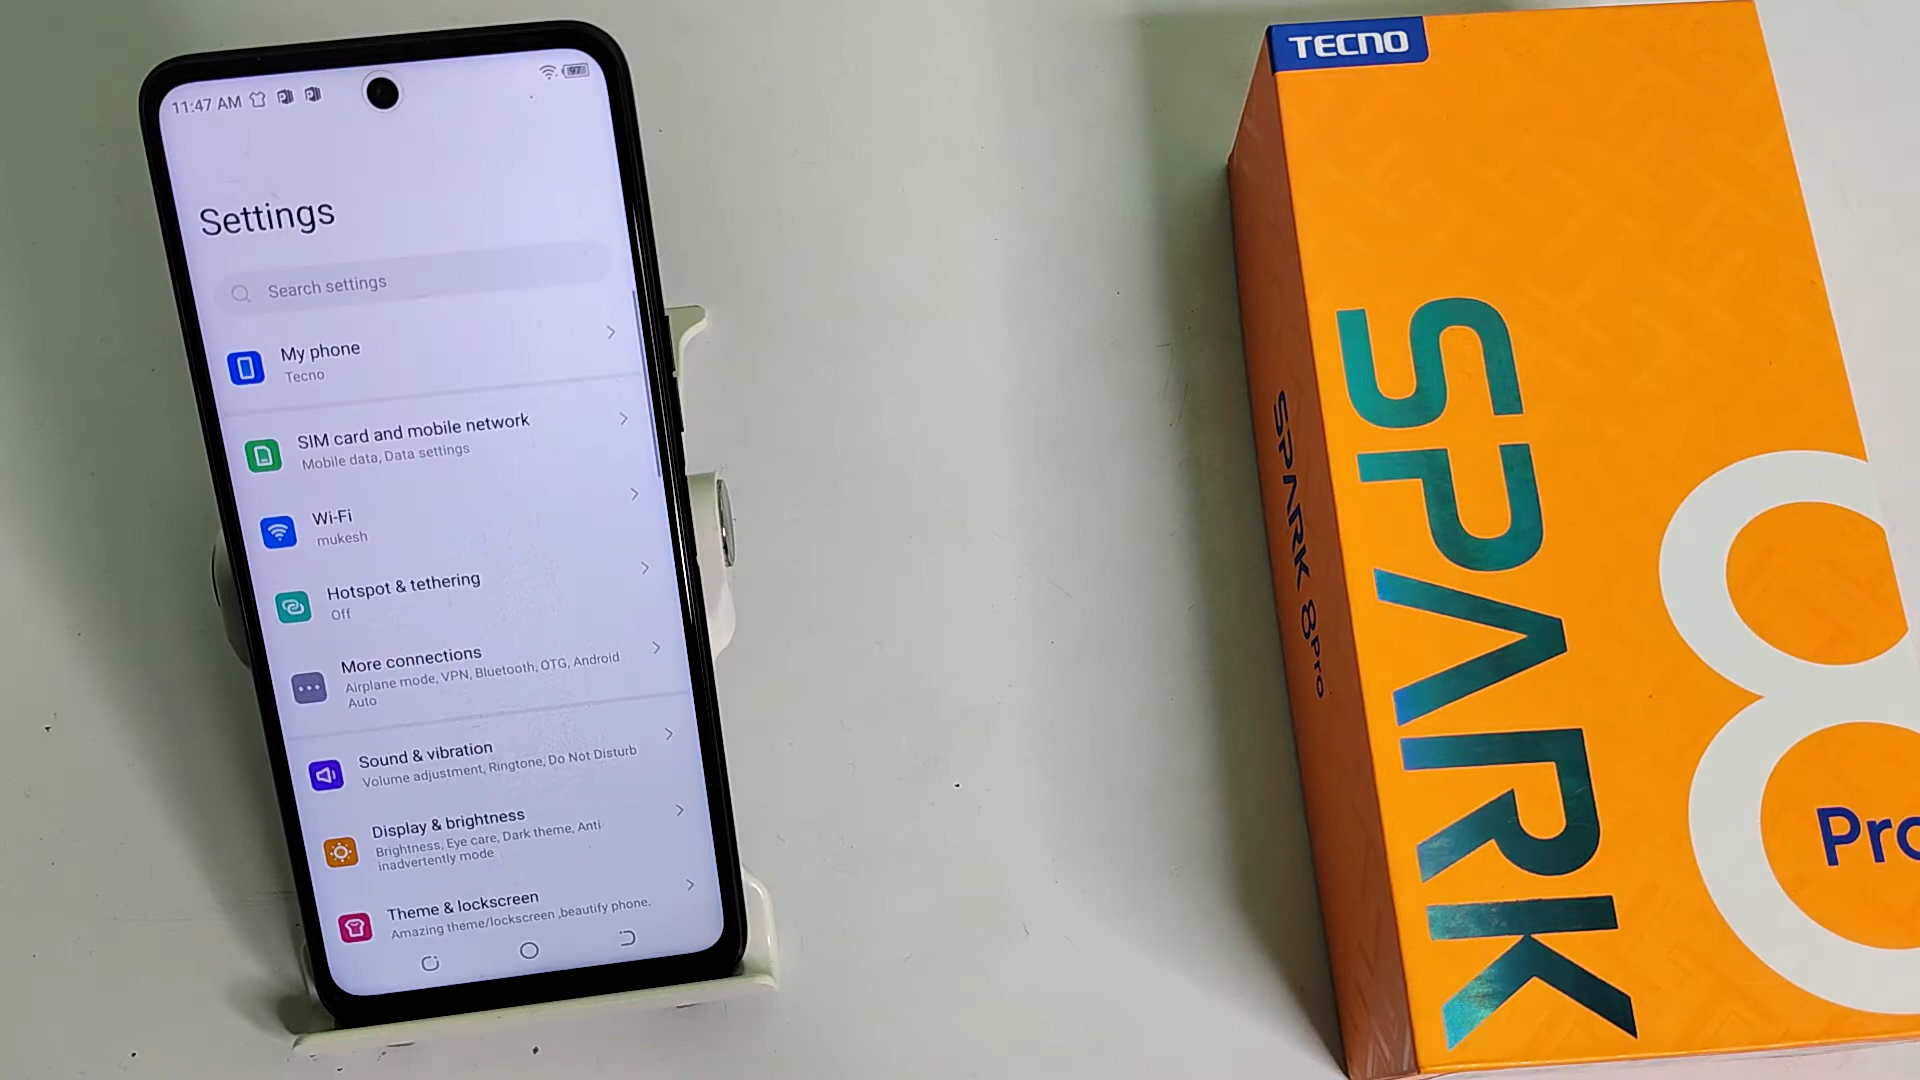 11:47 AM
97
Settings
Search settings
My phone
Tecno
SIM card and mobile network
Mobile data, Data settings
Wi-Fi
mukesh
Hotspot & tethering
Off
More connections
Airplane mode, VPN, Bluetooth, OTG, Android
Auto
Sound & vibration
Volume adjustment, Ringtone, Do Not Disturb
Display & brightness
Brightness, Eye care, Dark theme, Anti
inadvertently mode
Theme & lockscreen
Amazing theme/lockscreen ,beautify phone.
TECNO
SPARK
8
Pro
SPARK 8Pro